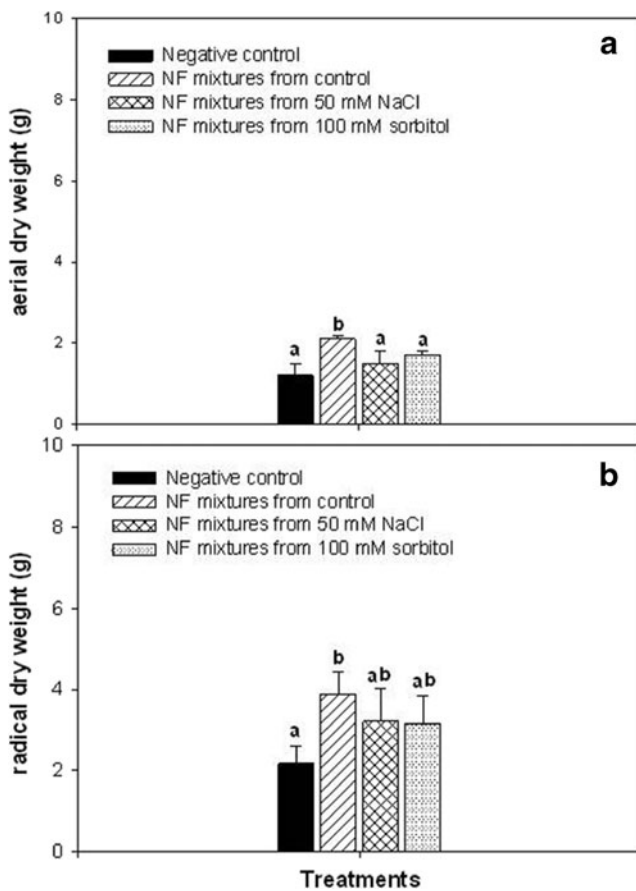 10
a
Negative control
NF mixtures from control
NF mixtures from 50 mM NaCl
NF mixtures from 100 mM sorbitol
8
6
4
2
0
aerial dry weight (g)
a
b
a
a
10
b
Negative control
NF mixtures from control
NF mixtures from 50 mM NaCl
NF mixtures from 100 mM sorbitol
8
6
4
2
0
radical dry weight (g)
a
b
ab
ab
Treatments